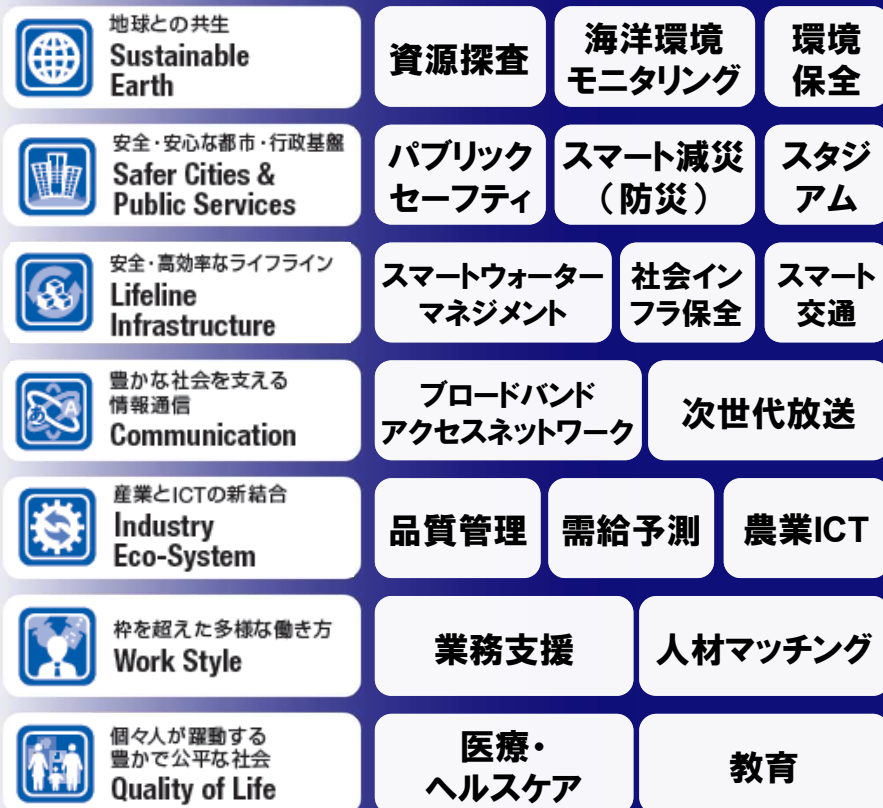 地球との共生
Sustainable
Earth
資源探査
海洋環境
モニタリング
環境
保全
安全・安心な都市・行政基盤
Safer Cities &
Public Services
パブリック
セーフティ
スマート減災
（防災）
スタジ
アム
安全・高効率なライフライン
Lifeline
Infrastructure
スマートウォーター
マネジメント
社会イン
フラ保全
スマート
交通
豊かな社会を支える
情報通信
Communication
ブロードバンド
アクセスネットワーク
次世代放送
産業とICTの新結合
Industry
Eco-System
品質管理
需給予測
農業ICT
枠を超えた多様な働き方
Work Style
業務支援
人材マッチング
個々人が躍動する
豊かで公平な社会
Quality of Life
医療・
ヘルスケア
教育